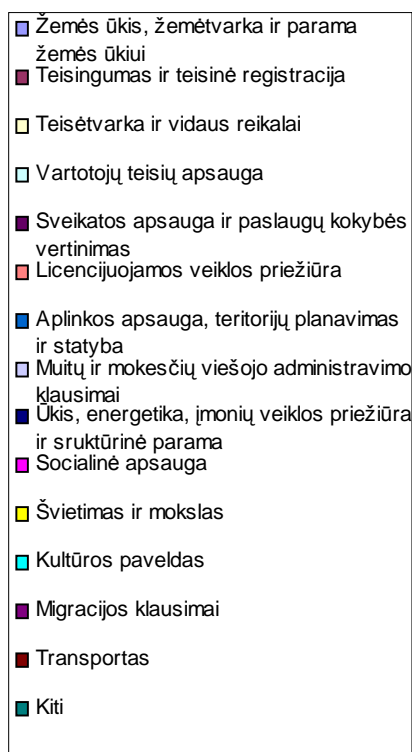 Žemės ūkis, žemėtvarka ir parama
žemės ūkiui
Teisingumas ir teisinė registracija
Teisėtvarka ir vidaus reikalai
Vartotojų teisių apsauga
Sveikatos apsauga ir paslaugų kokybės
vertinimas
Licencijuojamos veiklos priežiūra
Aplinkos apsauga, teritorijų planavimas
ir statyba
Muitų ir mokesčių viešojo administravimo
klausimai
Ūkis, energetika, įmonių veiklos priežiūra
ir sruktūrinė parama
Socialinė apsauga
Švietimas ir mokslas
Kultūros paveldas
Migracijos klausimai
Transportas
Kiti